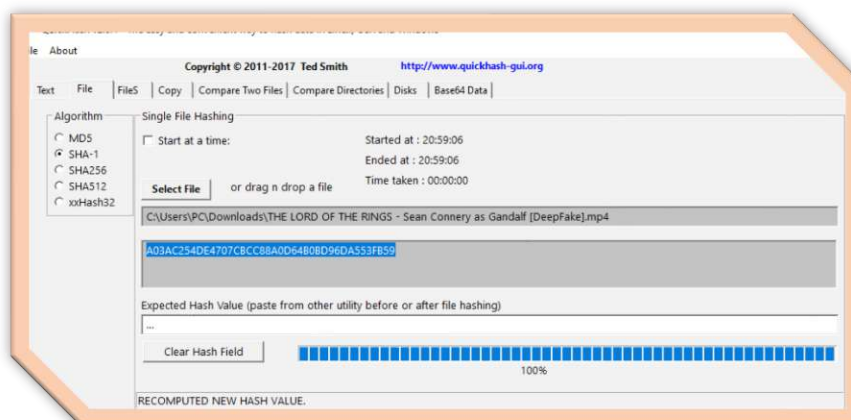 le About
Copyright © 2011-2017 Ted Smith http://www.quickhash-gui.org
Text File FileS Copy Compare Two Files Compare Directories Disks Base64 Data
Algorithm Single File Hashing
MD5 Start at a time: Started at : 20:59:06
SHA-1 Ended at : 20:59:06
SHA256 Time taken : 00:00:00
SHA512 Select File or drag n drop a file
xxHash32
C:\Users\PC\Downloads\THE LORD OF THE RINGS - Sean Connery as Gandalf [DeepFake].mp4
A03AC254DE4707CBCC88A0D64B0BD96DA553FB59
Expected Hash Value (paste from other utility before or after file hashing)
...
Clear Hash Field
100%
RECOMPUTED NEW HASH VALUE.